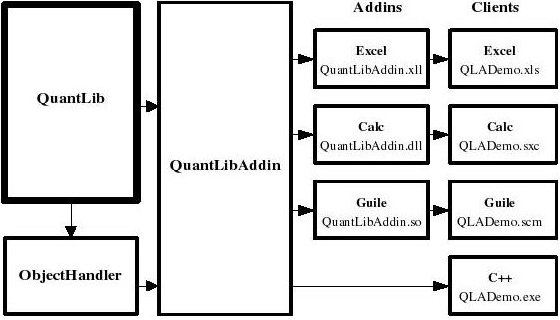 Addins
Clients
QuantLib
QuantLibAddin
ObjectHandler
Excel
QuantLibAddin.xll
Excel
QLADemo.xls
Calc
QuantLibAddin.dll
Calc
QLADemo.sxc
Guile
QuantLibAddin.so
Guile
QLADemo.scm
C++
QLADemo.exe